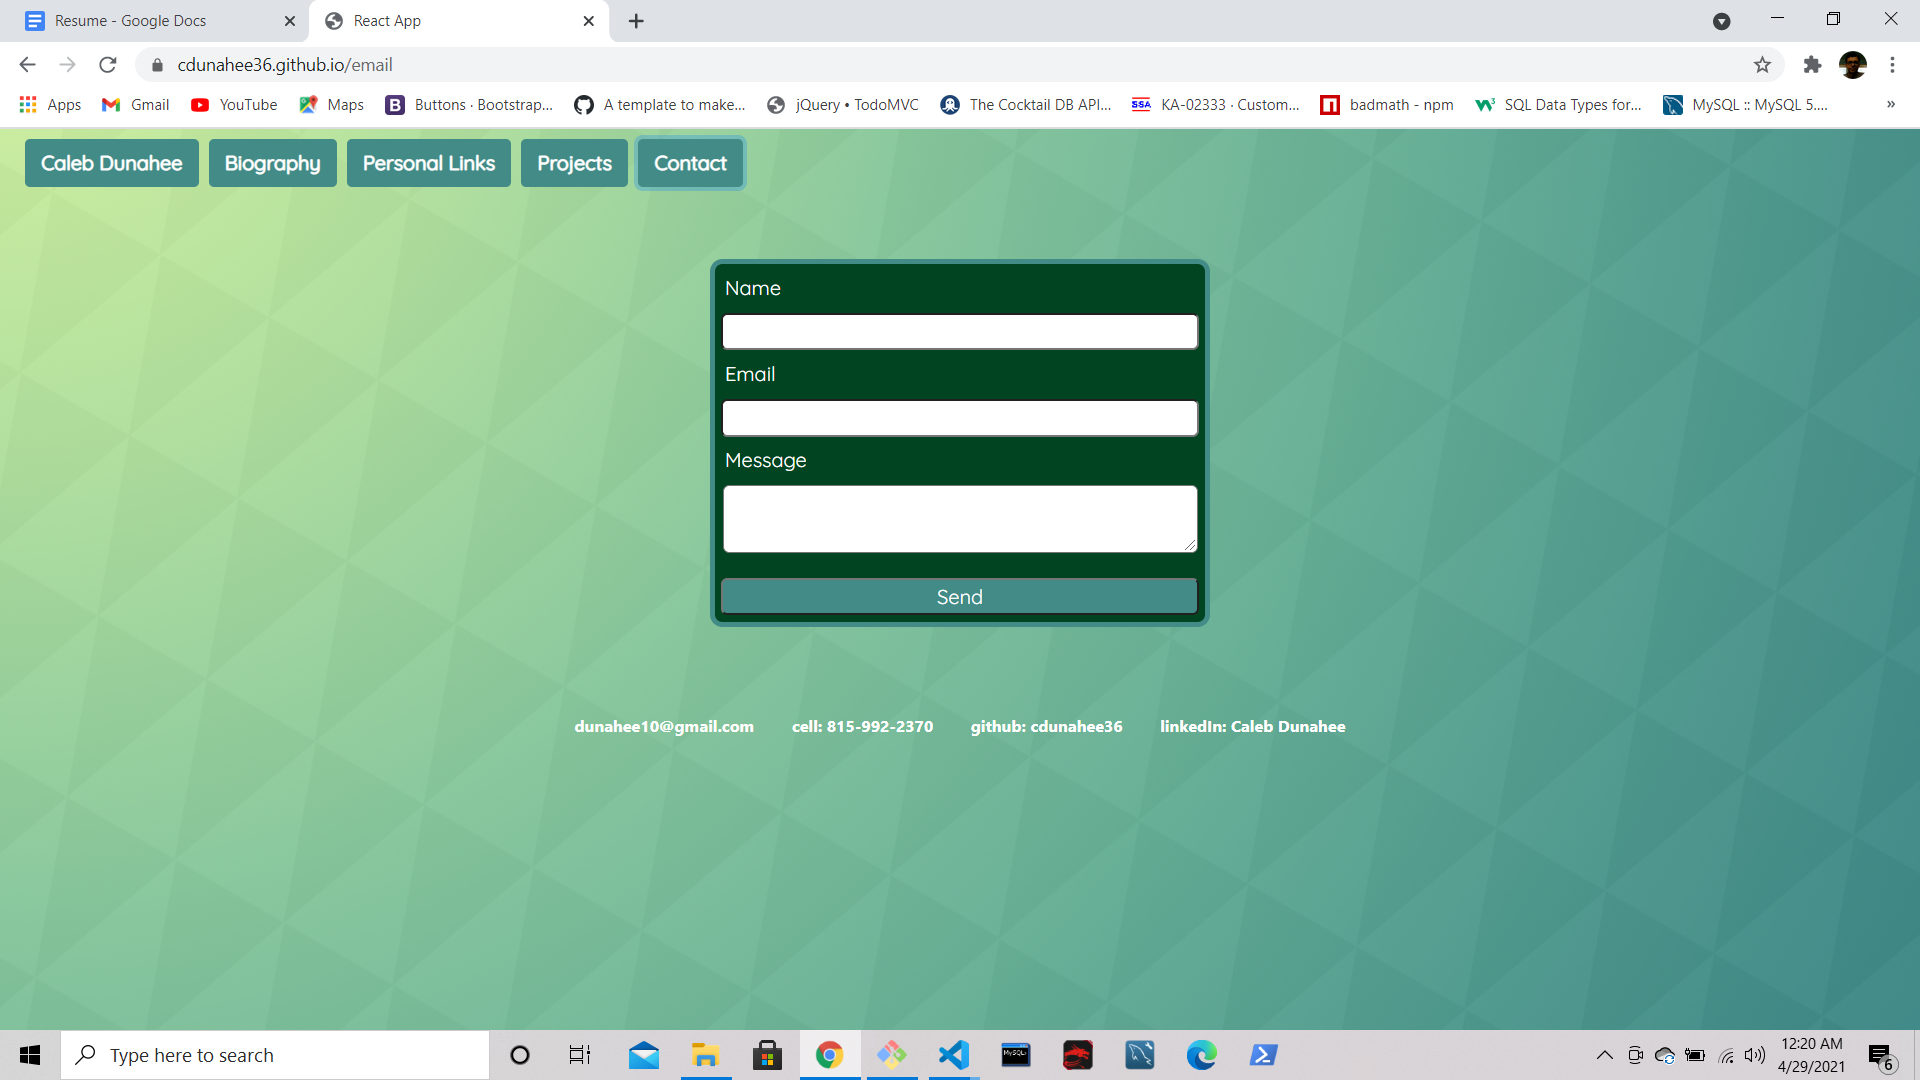 Resume - Google Docs
React App
cdunahee36.github.io/email
Apps
Gmail
YouTube
Maps
B
Buttons · Bootstrap...
A template to make...
jQuery • TodoMVC
The Cocktail DB API...
SSA
KA-02333 · Custom...
badmath - npm
SQL Data Types for...
MySQL :: MySQL 5....
»
Caleb Dunahee
Biography
Personal Links
Projects
Contact
Name
Email
Message
Send
dunahee10@gmail.com
cell: 815-992-2370
github: cdunahee36
linkedIn: Caleb Dunahee
Type here to search
MySQL
12:20 AM
4/29/2021
6